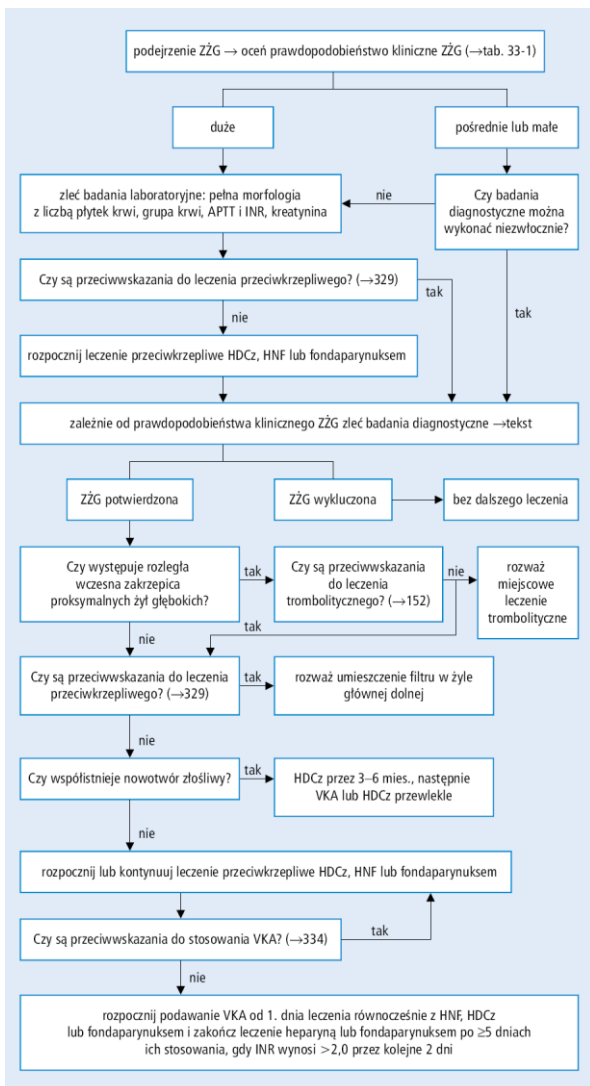 podejrzenie ZŻG → oceń prawdopodobieństwo kliniczne ZŻG (→tab. 33-1)
duże
pośrednie lub małe
zleć badania laboratoryjne: pełna morfologia
z liczbą płytek krwi, grupa krwi, APTT i INR, kreatynina
nie
Czy badania
diagnostyczne można
wykonać niezwłocznie?
Czy są przeciwwskazania do leczenia przeciwkrzepliwego? (→329)
tak
nie
tak
rozpocznij leczenie przeciwkrzepliwe HDCz, HNF lub fondaparynuksem
zależnie od prawdopodobieństwa klinicznego ZŻG zleć badania diagnostyczne →tekst
ZŻG potwierdzona
ZŻG wykluczona
bez dalszego leczenia
Czy występuje rozległa
wczesna zakrzepica
proksymalnych żył głębokich?
tak
Czy są przeciwwskazania
do leczenia
trombolitycznego? (→152)
nie
rozważ
miejscowe
leczenie
trombolityczne
nie
tak
Czy są przeciwwskazania do leczenia
przeciwkrzepliwego? (→329)
tak
rozważ umieszczenie filtru w żyle
głównej dolnej
nie
Czy współistnieje nowotwór złośliwy?
tak
HDCz przez 3–6 mies., następnie
VKA lub HDCz przewlekle
nie
rozpocznij lub kontynuuj leczenie przeciwkrzepliwe HDCz, HNF lub fondaparynuksem
Czy są przeciwwskazania do stosowania VKA? (→334)
tak
nie
rozpocznij podawanie VKA od 1. dnia leczenia równocześnie z HNF, HDCz
lub fondaparynuksem i zakończ leczenie heparyną lub fondaparynuksem po ≥5 dniach
ich stosowania, gdy INR wynosi >2,0 przez kolejne 2 dni